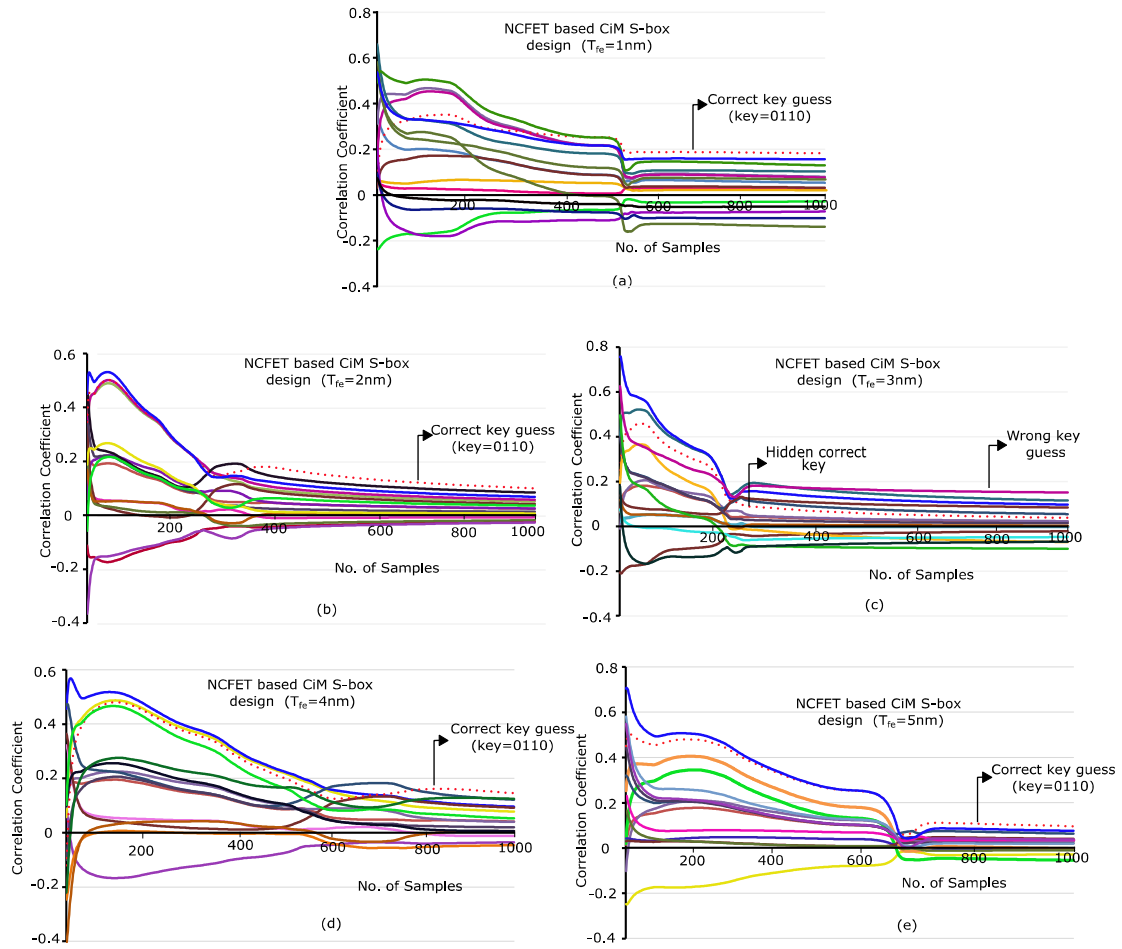 NCFET based CiM S-box
design (Tfe=1nm)
Correct key guess
(key=0110)
Correlation Coefficient
0.8
0.6
0.4
0.2
0
-0.2
-0.4
200
400
600
800
1000
No. of Samples
(a)
NCFET based CiM S-box
design (Tfe=2nm)
Correct key guess
(key=0110)
Correlation Coefficient
0.6
0.4
0.2
0
-0.2
-0.4
200
400
600
800
1000
No. of Samples
(b)
NCFET based CiM S-box
design (Tfe=3nm)
Wrong key
guess
Hidden correct
key
Correlation Coefficient
0.8
0.6
0.4
0.2
0
-0.2
-0.4
200
400
600
800
1000
No. of Samples
(c)
NCFET based CiM S-box
design (Tfe=4nm)
Correct key guess
(key=0110)
Correlation Coefficient
0.6
0.4
0.2
0
-0.2
-0.4
200
400
600
800
1000
No. of Samples
(d)
NCFET based CiM S-box
design (Tfe=5nm)
Correct key guess
(key=0110)
Correlation Coefficient
0.8
0.6
0.4
0.2
0
-0.2
-0.4
200
400
600
800
1000
No. of Samples
(e)